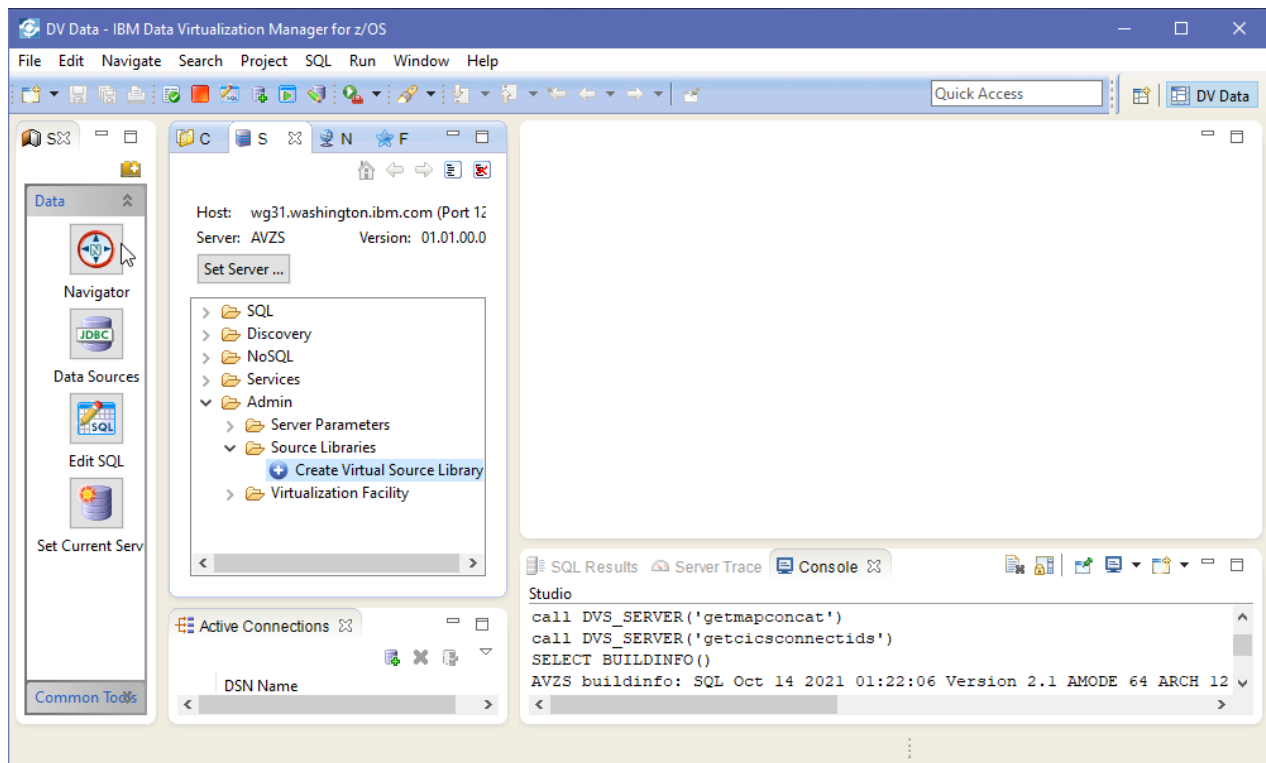 DV Data - IBM Data Virtualization Manager for z/OS
File Edit Navigate Search Project SQL Run Window Help
Quick Access
DV Data
S
C
S
N
F
Data
N
Navigator
JDBC
Data Sources
SQL
Edit SQL
Set Current Serv
Common Tools
Host: wg31.washington.ibm.com (Port 12
Server: AVZS Version: 01.01.00.0
Set Server ...
SQL
Discovery
NoSQL
Services
Admin
Server Parameters
Source Libraries
Create Virtual Source Library
Virtualization Facility
Active Connections
DSN Name
SQL Results Server Trace Console
Studio
call DVS_SERVER('getmapconcat')
call DVS_SERVER('getcicsconnectids')
SELECT BUILDINFO()
AVZS buildinfo: SQL Oct 14 2021 01:22:06 Version 2.1 AMODE 64 ARCH 12